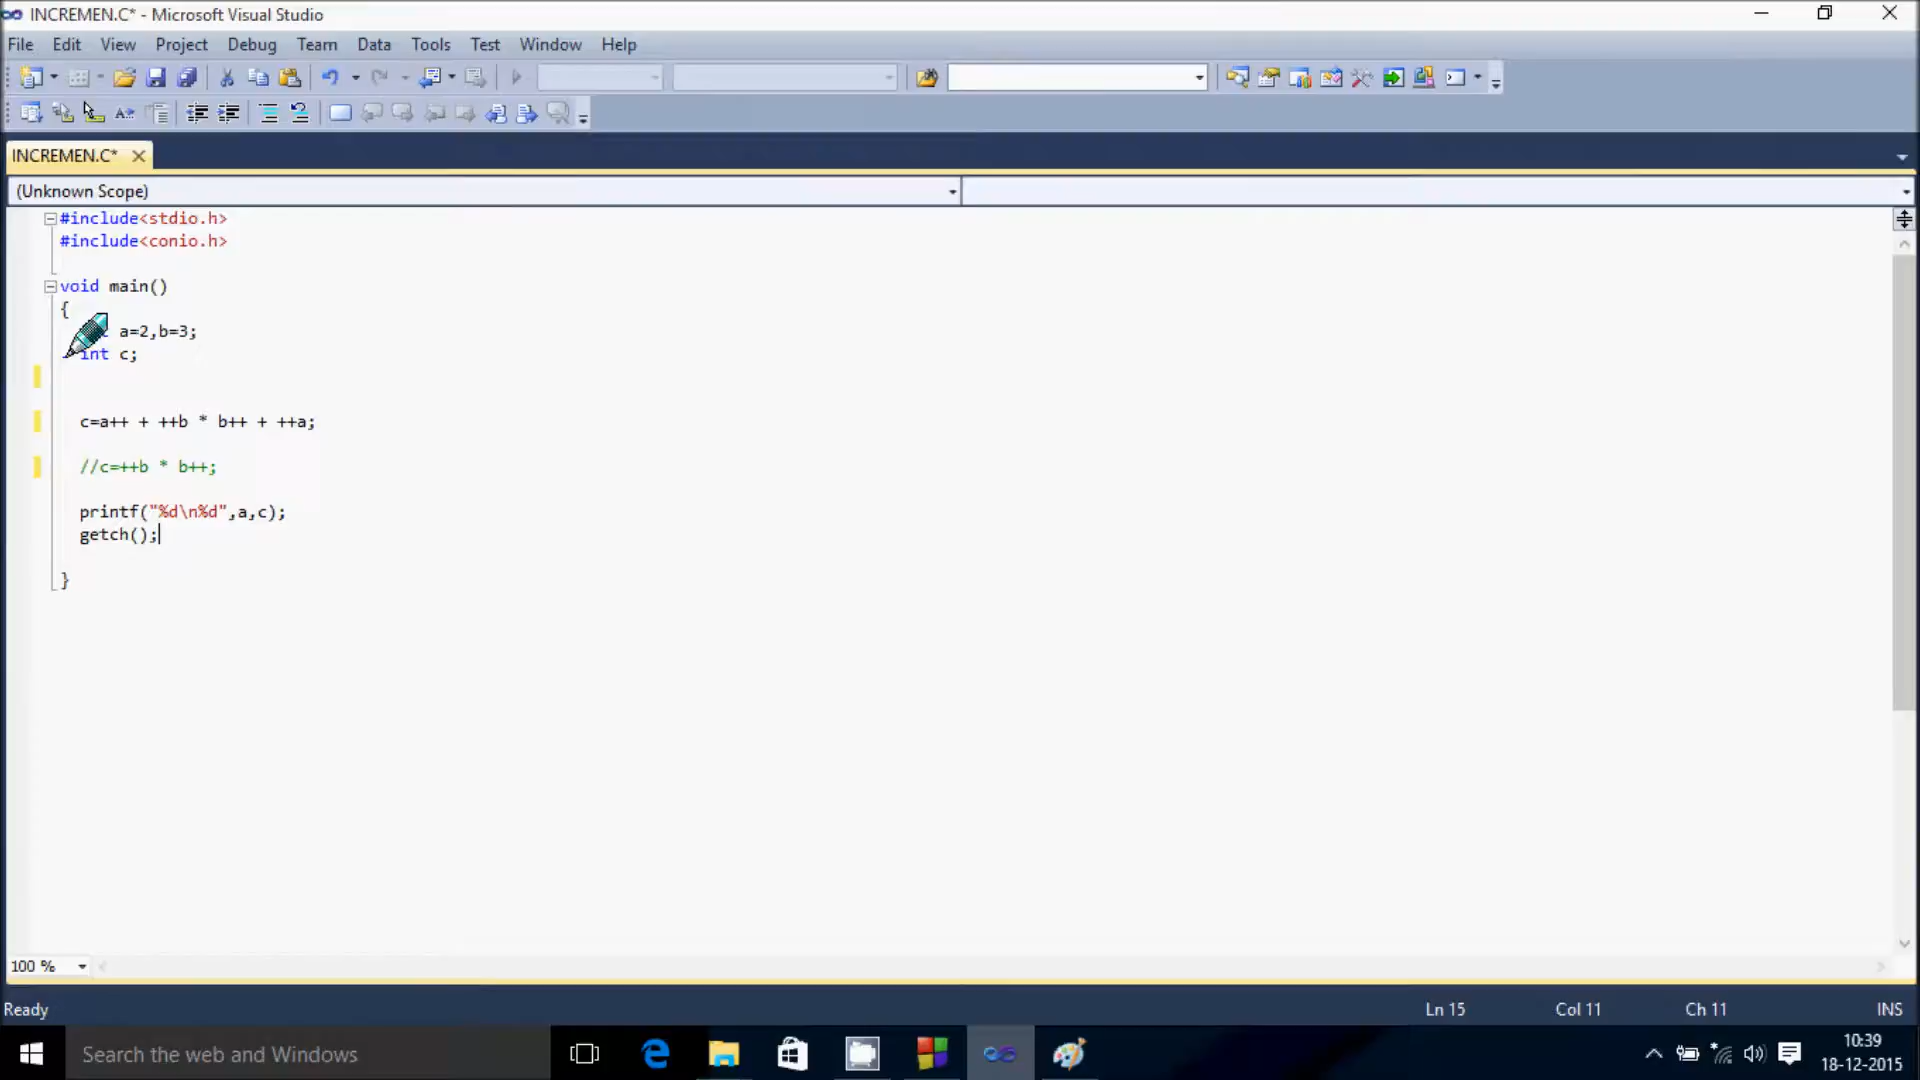 INCREMEN.C* - Microsoft Visual Studio
File Edit View Project Debug Team Data Tools Test Window Help
INCREMEN.C*
(Unknown Scope)
#include<stdio.h>
#include<conio.h>
void main()
{
a=2,b=3;
int c;
c=a++ + ++b * b++ + ++a;
//c=++b * b++;
printf("%d\n%d",a,c);
getch();
}
100 %
Ready Ln 15 Col 11 Ch 11 INS
Search the web and Windows
10:39
18-12-2015